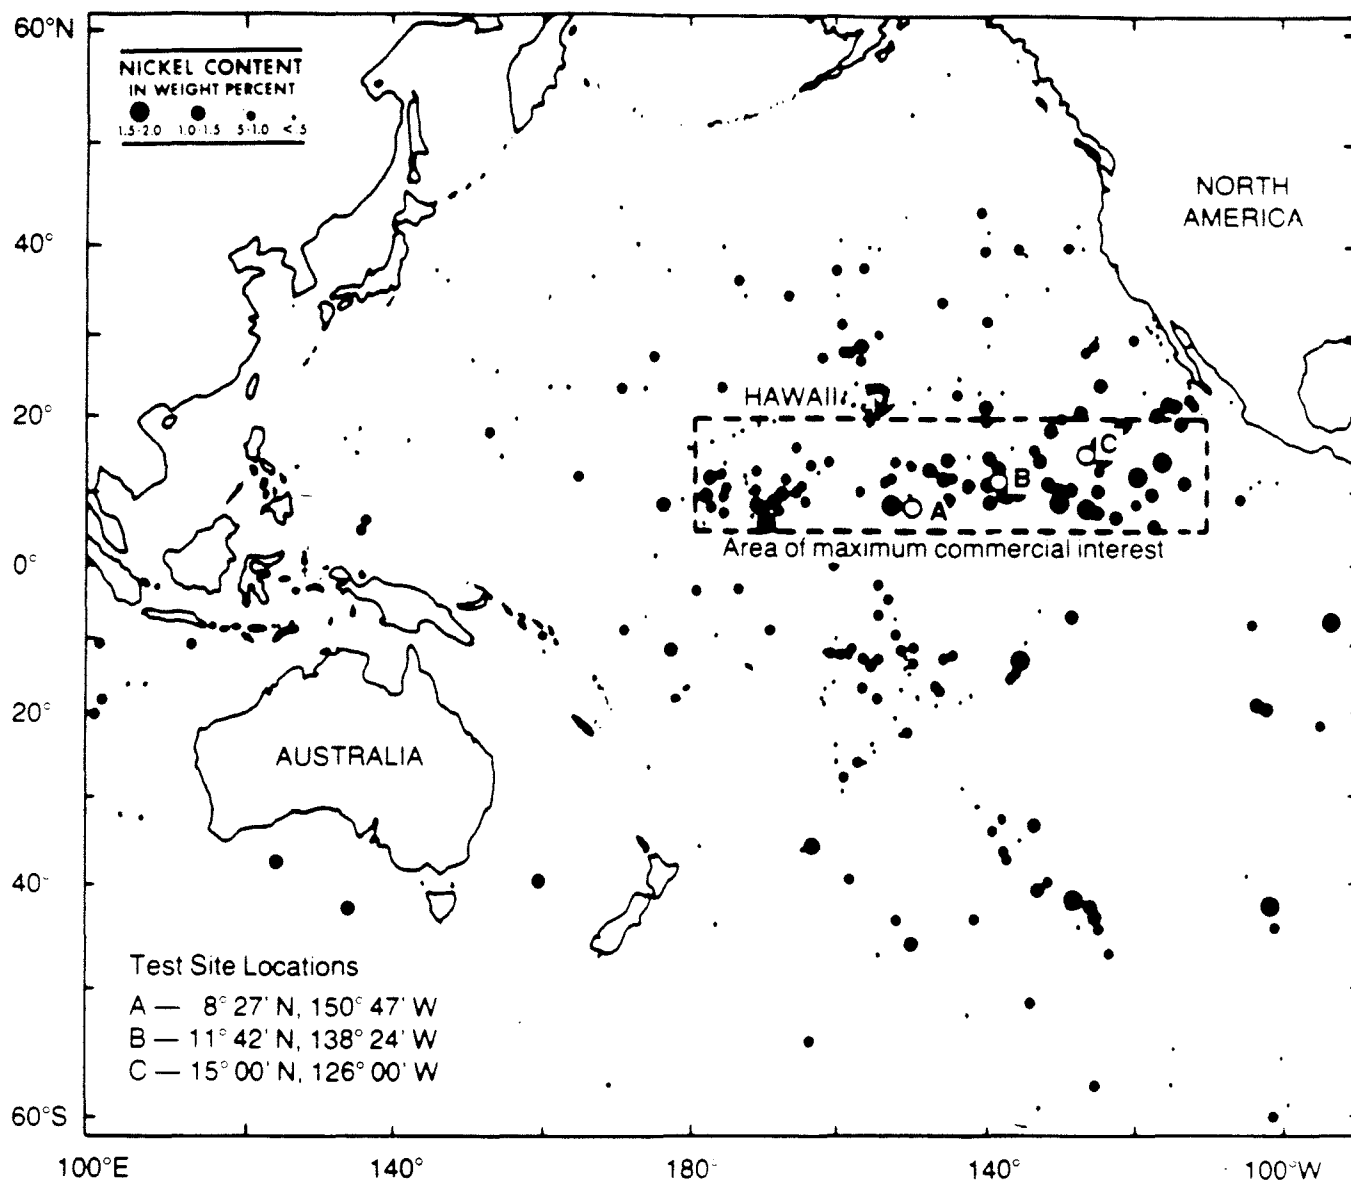 60°N
NICKEL CONTENT
IN WEIGHT PERCENT
1.5-2.0 1.0-1.5 .5-1.0 <.5
NORTH
AMERICA
40°
HAWAII
20°
C
B
A
Area of maximum commercial interest
0°
20°
AUSTRALIA
40°
Test Site Locations
A — 8° 27' N, 150° 47' W
B — 11° 42' N, 138° 24' W
C — 15° 00' N, 126° 00' W
60°S
100°E 140° 180° 140° 100°W